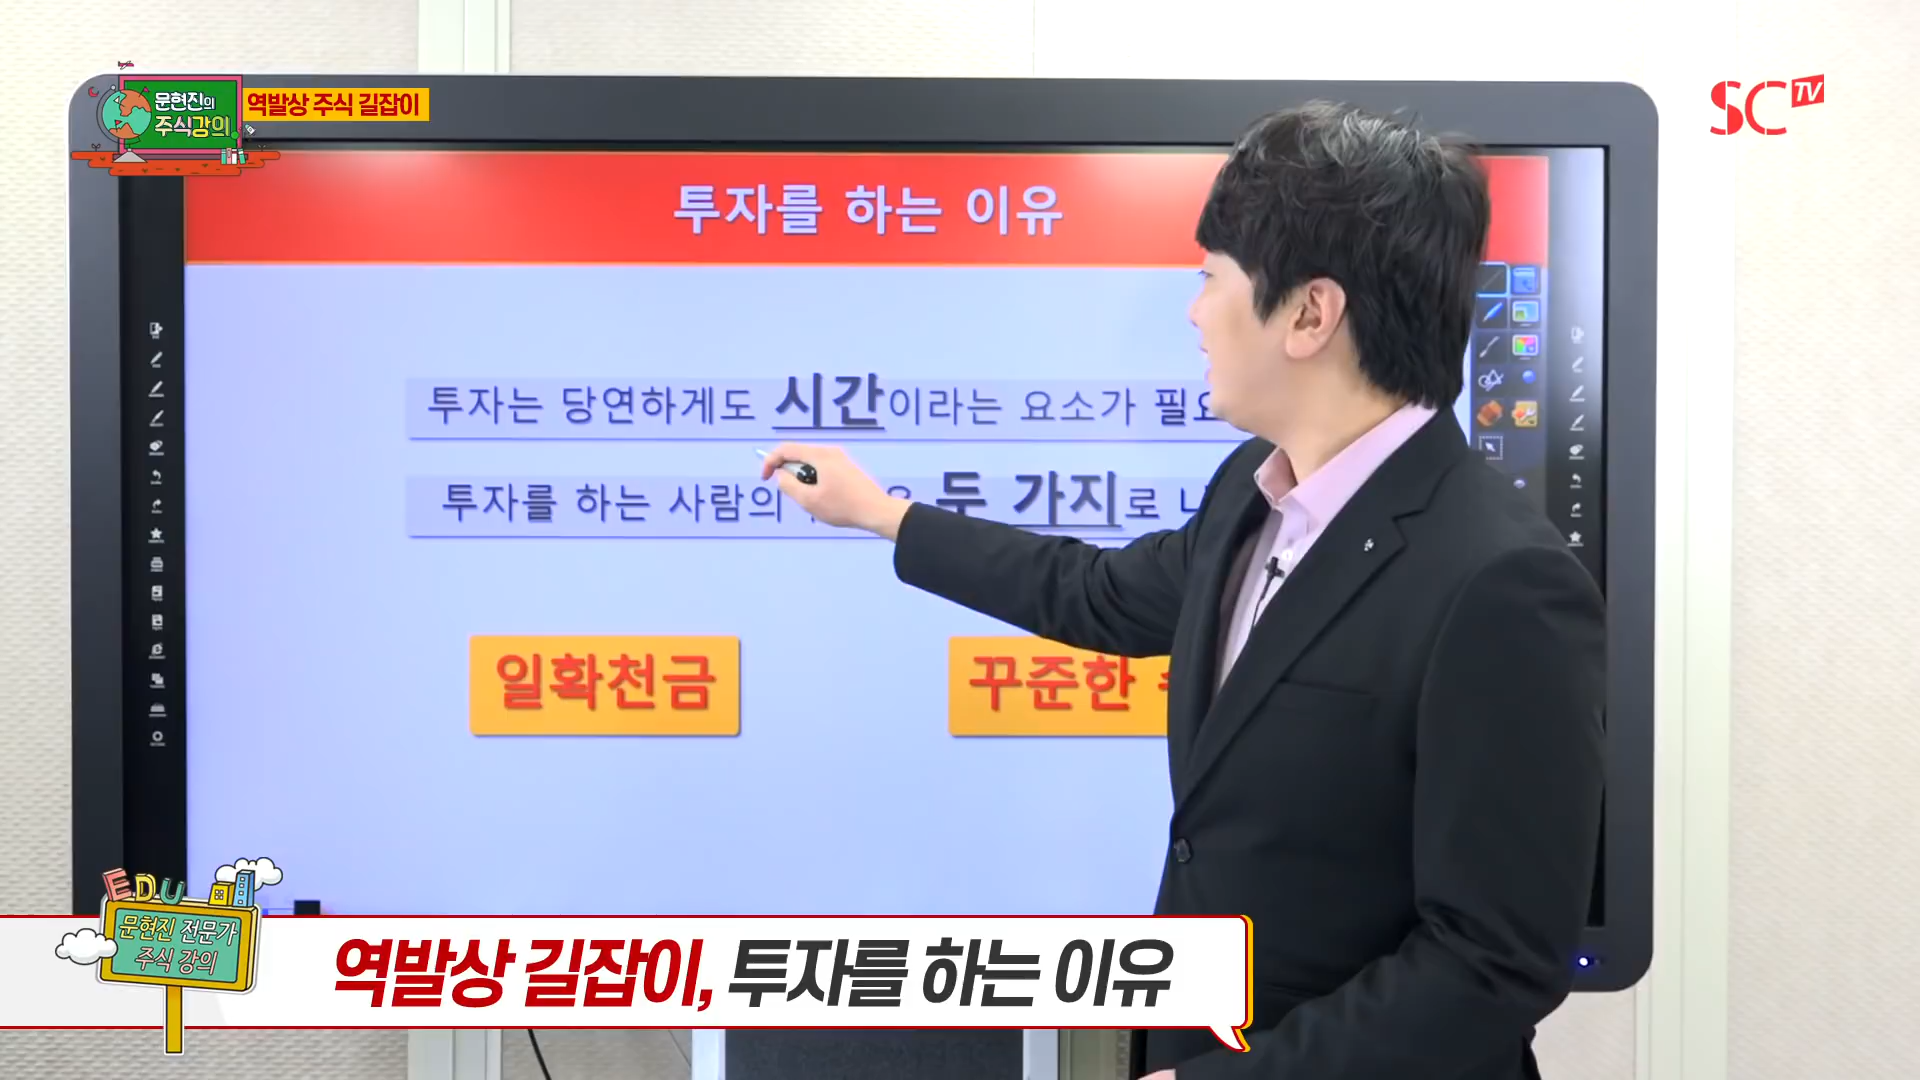 문현진의
주식강의
역발상 주식 길잡이
SC TV
투자를 하는 이유
투자는 당연하게도 시간이라는 요소가
투자를 하는 사람의 두 가지로
일확천금
꾸준한
EDU
문현진 전문가
주식 강의
역발상 길잡이, 투자를 하는 이유